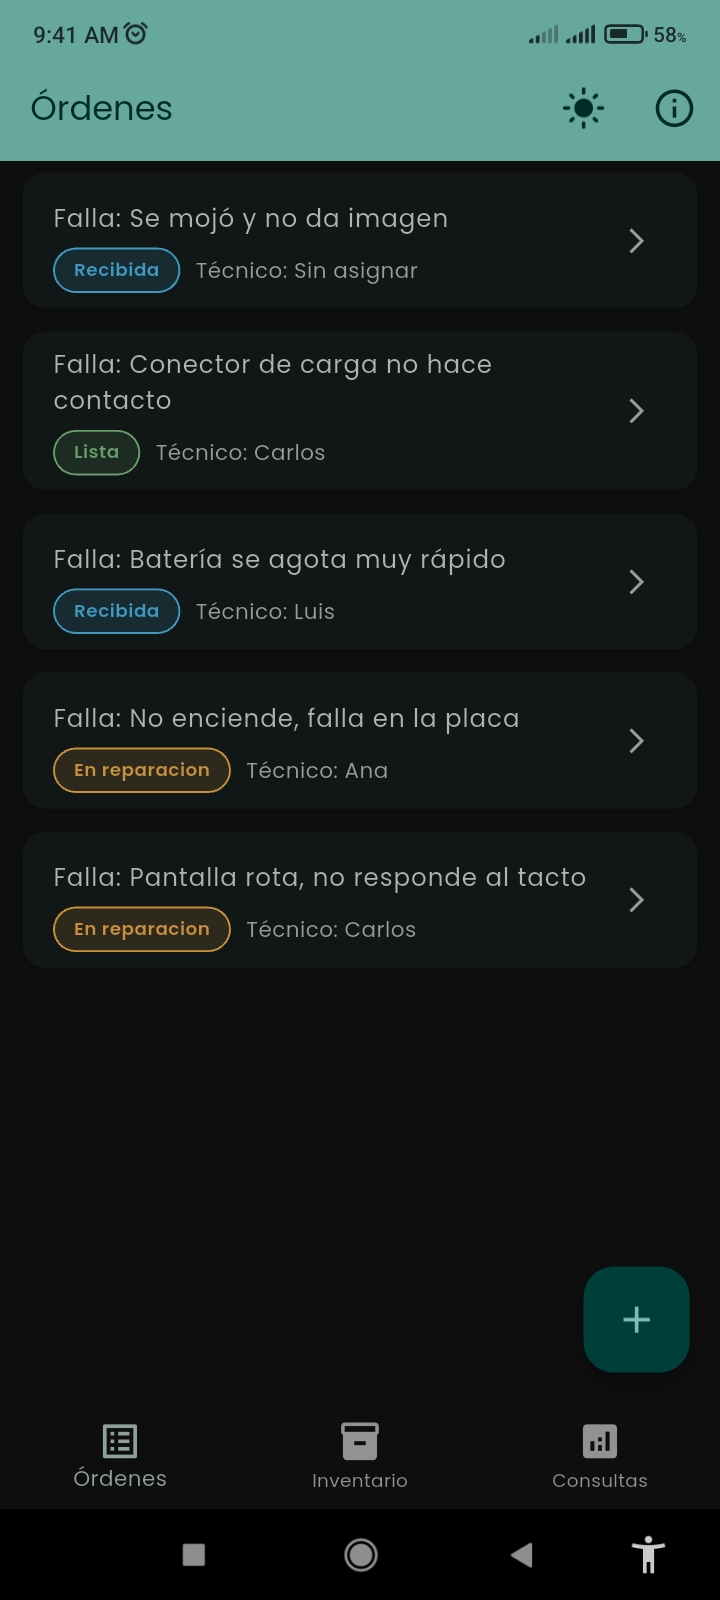 9:41 AM
58%
Órdenes
Falla: Se mojó y no da imagen
Recibida Técnico: Sin asignar
Falla: Conector de carga no hace
contacto
Lista Técnico: Carlos
Falla: Batería se agota muy rápido
Recibida Técnico: Luis
Falla: No enciende, falla en la placa
En reparacion Técnico: Ana
Falla: Pantalla rota, no responde al tacto
En reparacion Técnico: Carlos
Órdenes
Inventario
Consultas